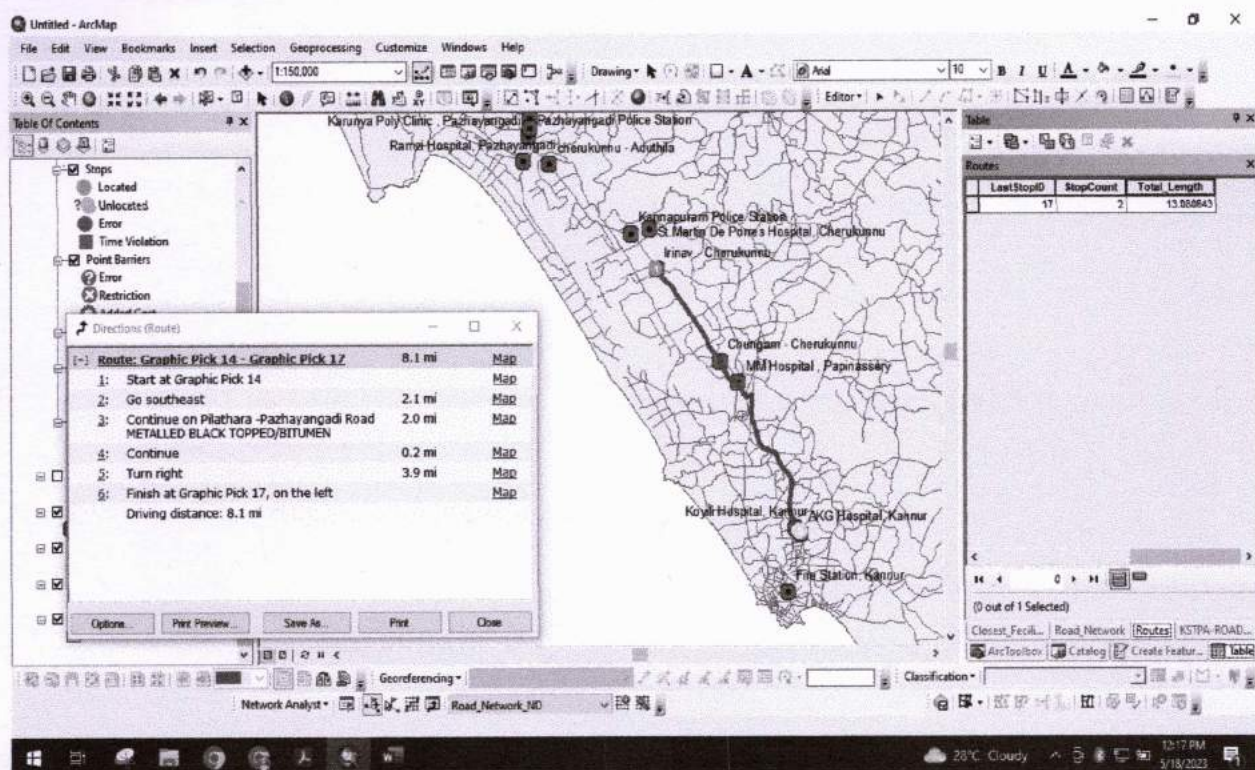 Untitled - ArcMap
File Edit View Bookmarks Insert Selection Geoprocessing Customize Windows Help
1:150,000
Drawing
Arial
10
B I U A
Editor
Table Of Contents
Stops
Located
Unlocated
Error
Time Violation
Point Barriers
Error
Restriction
Added Cost
Directions (Route)
[-] Route: Graphic Pick 14 - Graphic Pick 17 8.1 mi Map
1: Start at Graphic Pick 14 Map
2: Go southeast 2.1 mi Map
3: Continue on Pilathara -Pazhayangadi Road 2.0 mi Map
METALLED BLACK TOPPED/BITUMEN
4: Continue 0.2 mi Map
5: Turn right 3.9 mi Map
6: Finish at Graphic Pick 17, on the left Map
Driving distance: 8.1 mi
Options... Print Preview... Save As... Print Close
Karunya Poly Clinic , Pazhayangadi
Pazhayangadi Police Station
Ramai Hospital, Pazhayangadi
cherukunnu - Aduthila
Kannapuram Police Station
St Martin De Porre's Hospital, Cherukunnu
Irinav , Cherukunnu
Chungam - Cherukunnu
MM Hospital , Papinassery
Koyili Hospital, Kannur
AKG Hospital, Kannur
Fire Station, Kannur
Table
Routes
LastStopID StopCount Total_Length
17 2 13.080843
0
(0 out of 1 Selected)
Closest_Fecili... Road_Network Routes KSTPA-ROAD...
ArcToolbox Catalog Create Featur... Table
Georeferencing
Classification
Network Analyst
Road_Network_ND
28°C Cloudy
12:17 PM
5/18/2023